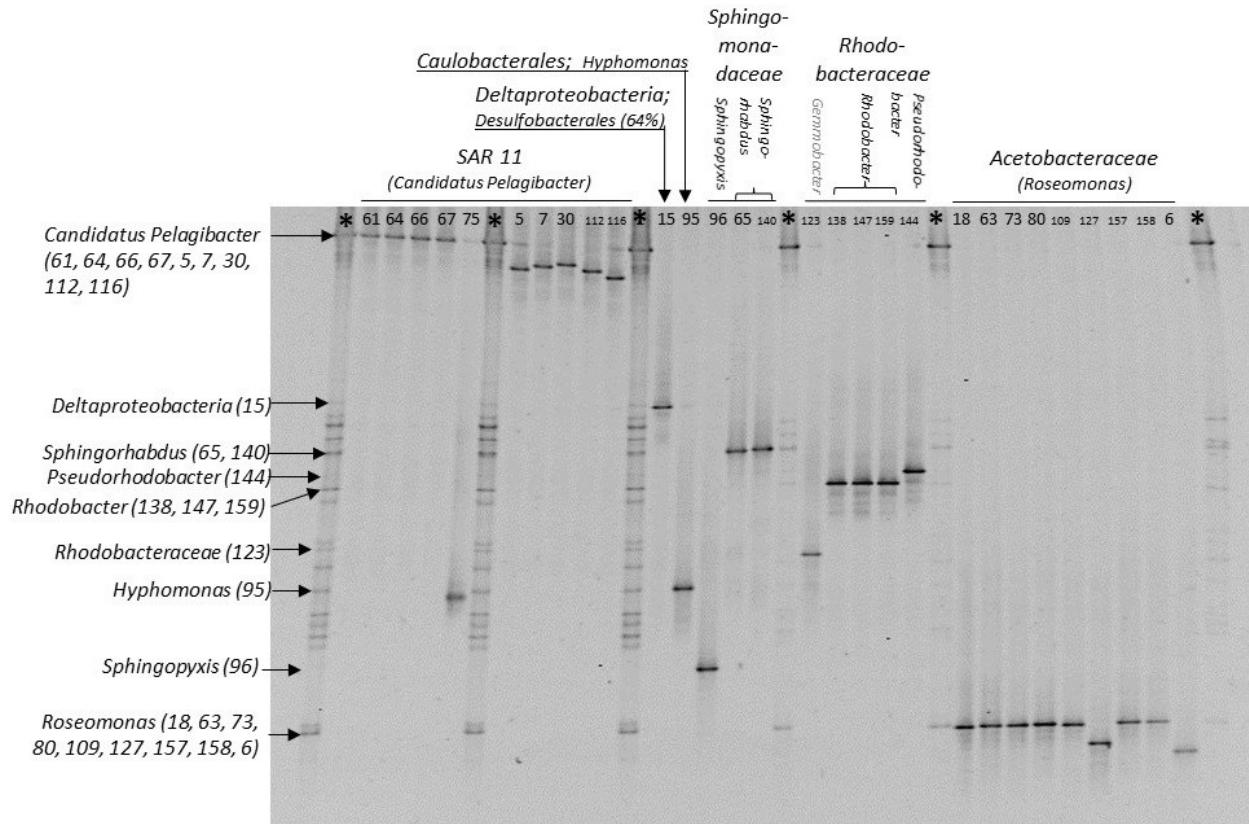 Sphingo-
mona-
daceae
Rhodo-
bacteraceae
Caulobacterales; Hyphomonas
Deltaproteobacteria;
Desulfobacterales (64%)
Sphingopyxis
Sphingo-
rhabdus
Gemmobacter
Rhodobacter
Pseudorhodo-
bacter
SAR 11
(Candidatus Pelagibacter)
Acetobacteraceae
(Roseomonas)
* 61 64 66 67 75 * 5 7 30 112 116 * 15 95 96 65 140 * 123 138 147 159 144 * 18 63 73 80 109 127 157 158 6 *
Candidatus Pelagibacter
(61, 64, 66, 67, 5, 7, 30,
112, 116)
Deltaproteobacteria (15)
Sphingorhabdus (65, 140)
Pseudorhodobacter (144)
Rhodobacter (138, 147, 159)
Rhodobacteraceae (123)
Hyphomonas (95)
Sphingopyxis (96)
Roseomonas (18, 63, 73,
80, 109, 127, 157, 158, 6)